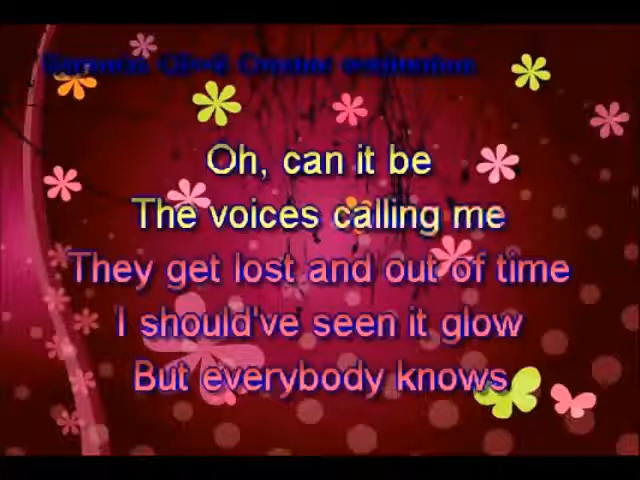 Oh, can it be
The voices calling me
They get lost and out of time
I should've seen it glow
But everybody knows